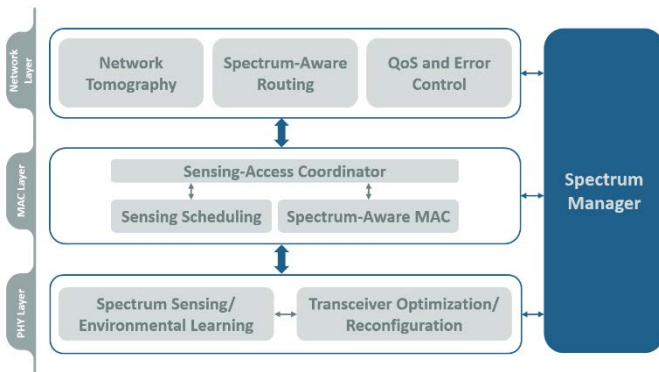 Network
Layer
Network
Tomography
Spectrum-Aware
Routing
QoS and Error
Control
MAC Layer
Sensing-Access Coordinator
Sensing Scheduling
Spectrum-Aware MAC
PHY Layer
Spectrum Sensing/
Environmental Learning
Transceiver Optimization/
Reconfiguration
Spectrum
Manager